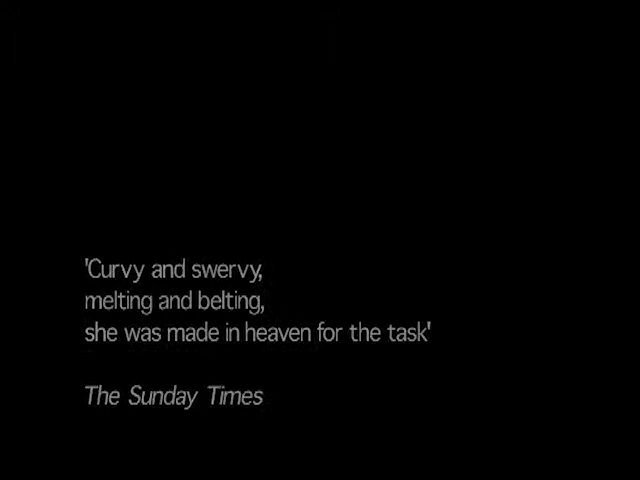 'Curvy and swervy,
melting and belting,
she was made in heaven for the task'
The Sunday Times